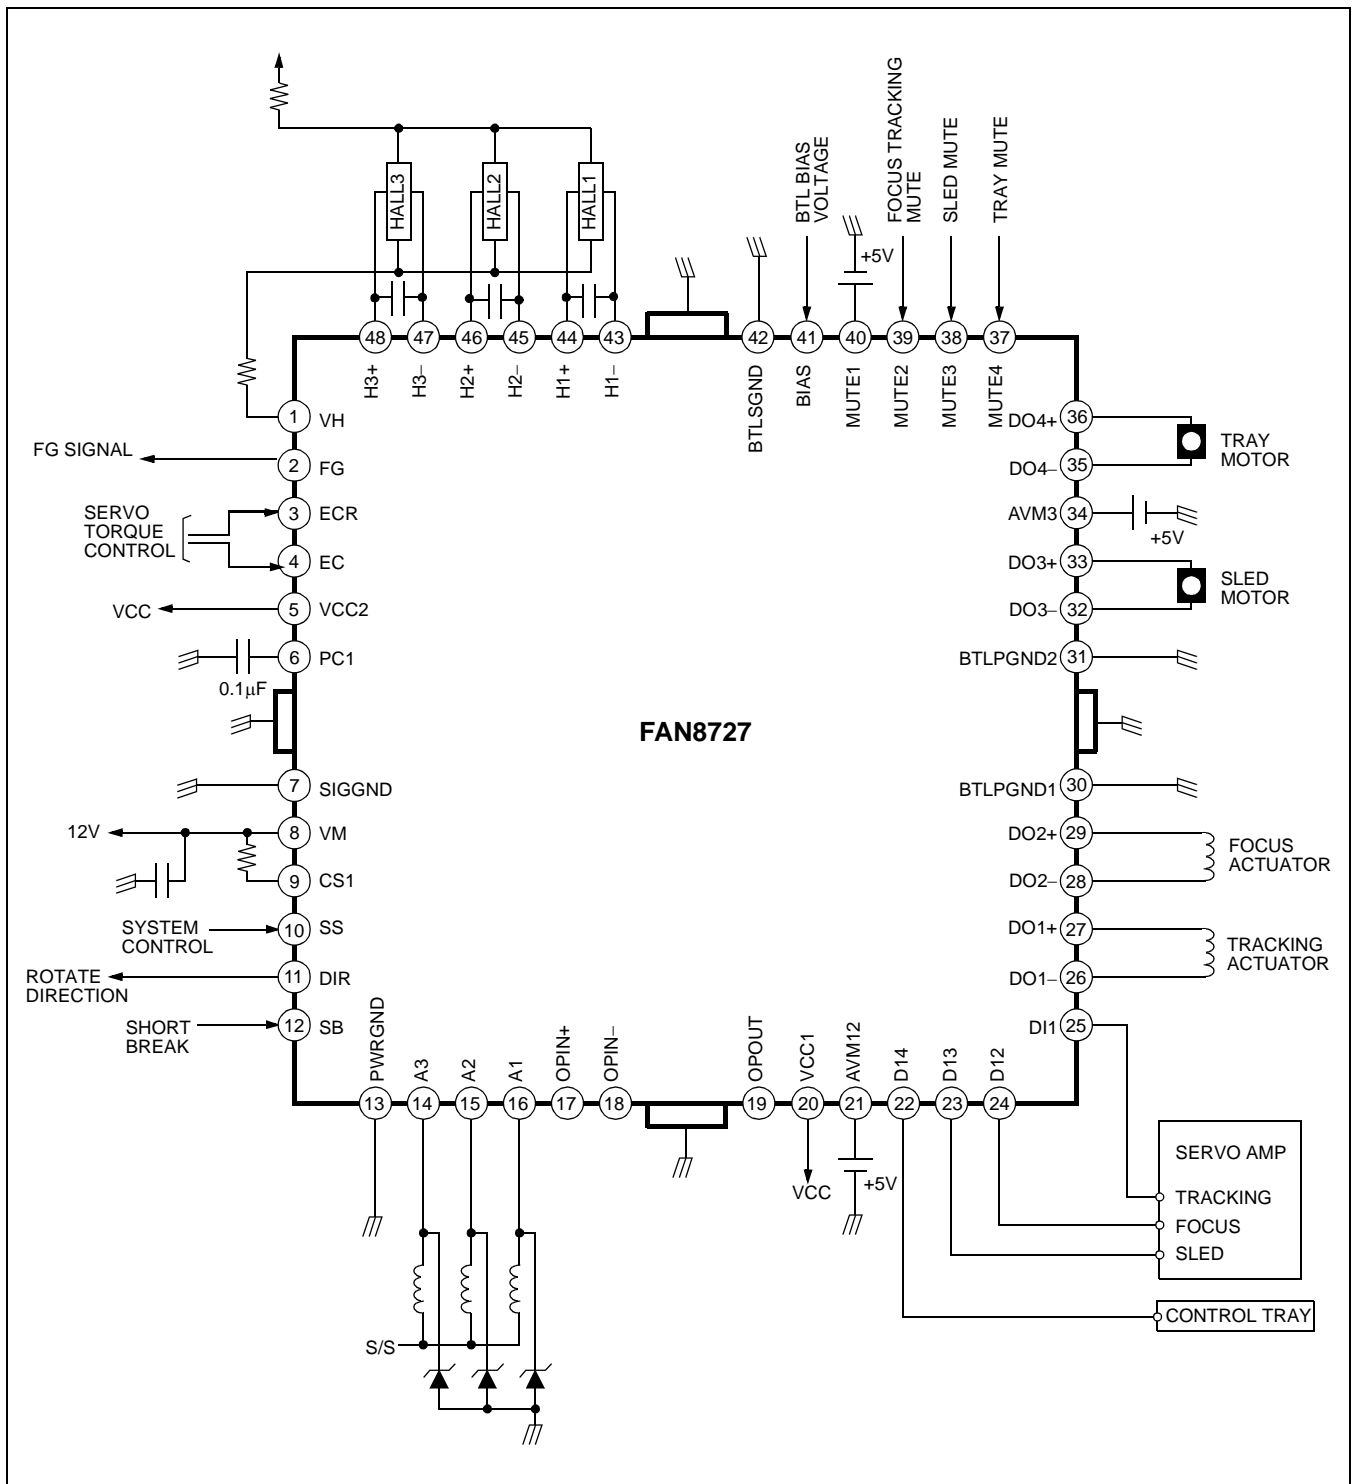 HALL3
HALL2
HALL1
BTL BIAS
VOLTAGE
FOCUS TRACKING
MUTE
SLED MUTE
TRAY MUTE
+5V
48
47
46
45
44
43
42
41
40
39
38
37
H3+
H3−
H2+
H2−
H1+
H1−
BTLSGND
BIAS
MUTE1
MUTE2
MUTE3
MUTE4
1 VH
FG SIGNAL
2 FG
SERVO
TORQUE
CONTROL
3 ECR
4 EC
VCC
5 VCC2
6 PC1
0.1µF
7 SIGGND
12V
8 VM
9 CS1
SYSTEM
CONTROL
10 SS
ROTATE
DIRECTION
11 DIR
SHORT
BREAK
12 SB
FAN8727
DO4+ 36
TRAY
MOTOR
DO4− 35
AVM3 34
+5V
DO3+ 33
SLED
MOTOR
DO3− 32
BTLPGND2 31
BTLPGND1 30
DO2+ 29
FOCUS
ACTUATOR
DO2− 28
DO1+ 27
TRACKING
ACTUATOR
DO1− 26
DI1 25
PWRGND
A3
A2
A1
OPIN+
OPIN−
OPOUT
VCC1
AVM12
D14
D13
D12
13
14
15
16
17
18
19
20
21
22
23
24
VCC
+5V
SERVO AMP
TRACKING
FOCUS
SLED
CONTROL TRAY
S/S